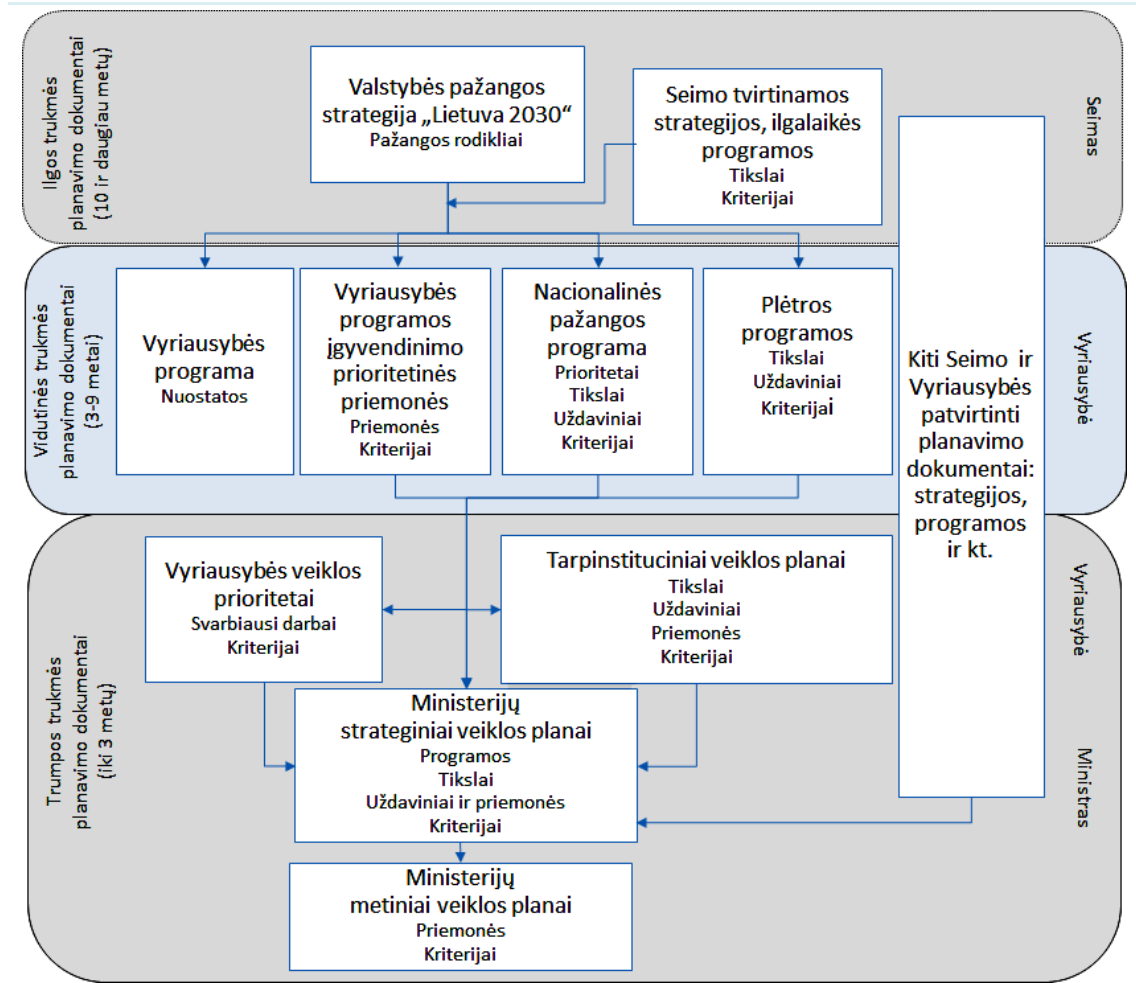 Ilgos trukmės
planavimo dokumentai
(10 ir daugiau metų)
Valstybės pažangos
strategija „Lietuva 2030“
Pažangos rodikliai
Seimo tvirtinamos
strategijos, ilgalaikės
programos
Tikslai
Kriterijai
Seimas
Vidutinės trukmės
planavimo dokumentai
(3-9 metai)
Vyriausybės
programa
Nuostatos
Vyriausybės
programos
įgyvendinimo
prioritetinės
priemonės
Priemonės
Kriterijai
Nacionalinės
pažangos
programa
Prioritetai
Tikslai
Uždaviniai
Kriterijai
Plėtros
programos
Tikslai
Uždaviniai
Kriterijai
Kiti Seimo ir
Vyriausybės
patvirtinti
planavimo
dokumentai:
strategijos,
programos
ir kt.
Vyriausybė
Trumpos trukmės
planavimo dokumentai
(iki 3 metų)
Vyriausybės veiklos
prioritetai
Svarbiausi darbai
Kriterijai
Tarpinstituciniai veiklos planai
Tikslai
Uždaviniai
Priemonės
Kriterijai
Vyriausybė
Ministerijų
strateginiai veiklos planai
Programos
Tikslai
Uždaviniai ir priemonės
Kriterijai
Ministras
Ministerijų
metiniai veiklos planai
Priemonės
Kriterijai